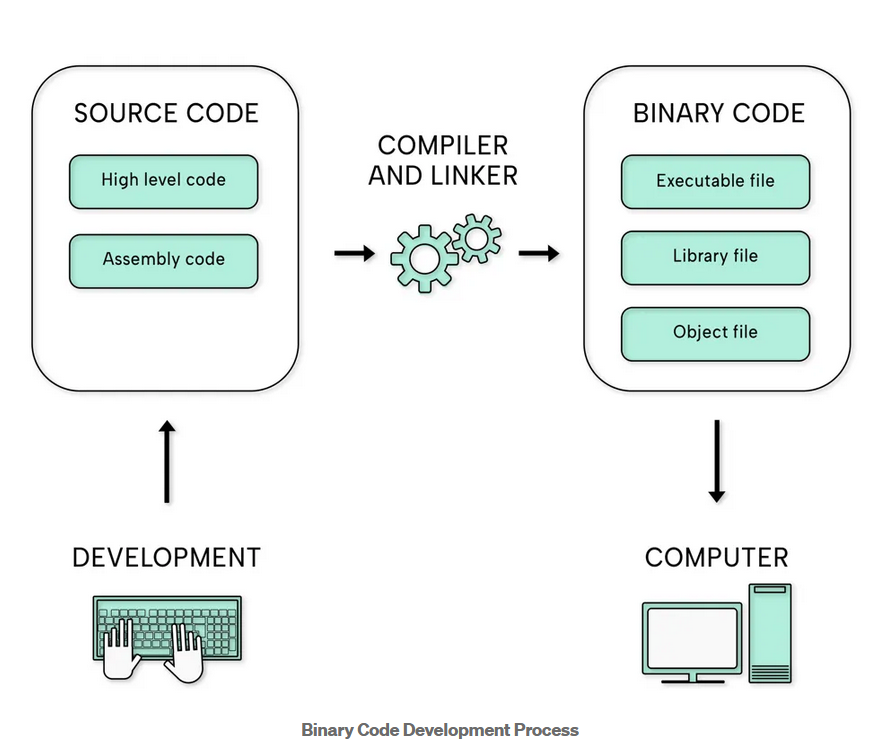 SOURCE CODE
High level code
Assembly code
COMPILER
AND LINKER
BINARY CODE
Executable file
Library file
Object file
DEVELOPMENT
COMPUTER
Binary Code Development Process